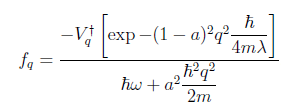 f_q = \frac{-V_q^\dagger \left[ \exp -(1-a)^2 q^2 \frac{\hbar}{4m\lambda} \right]}{\hbar\omega + a^2 \frac{\hbar^2 q^2}{2m}}